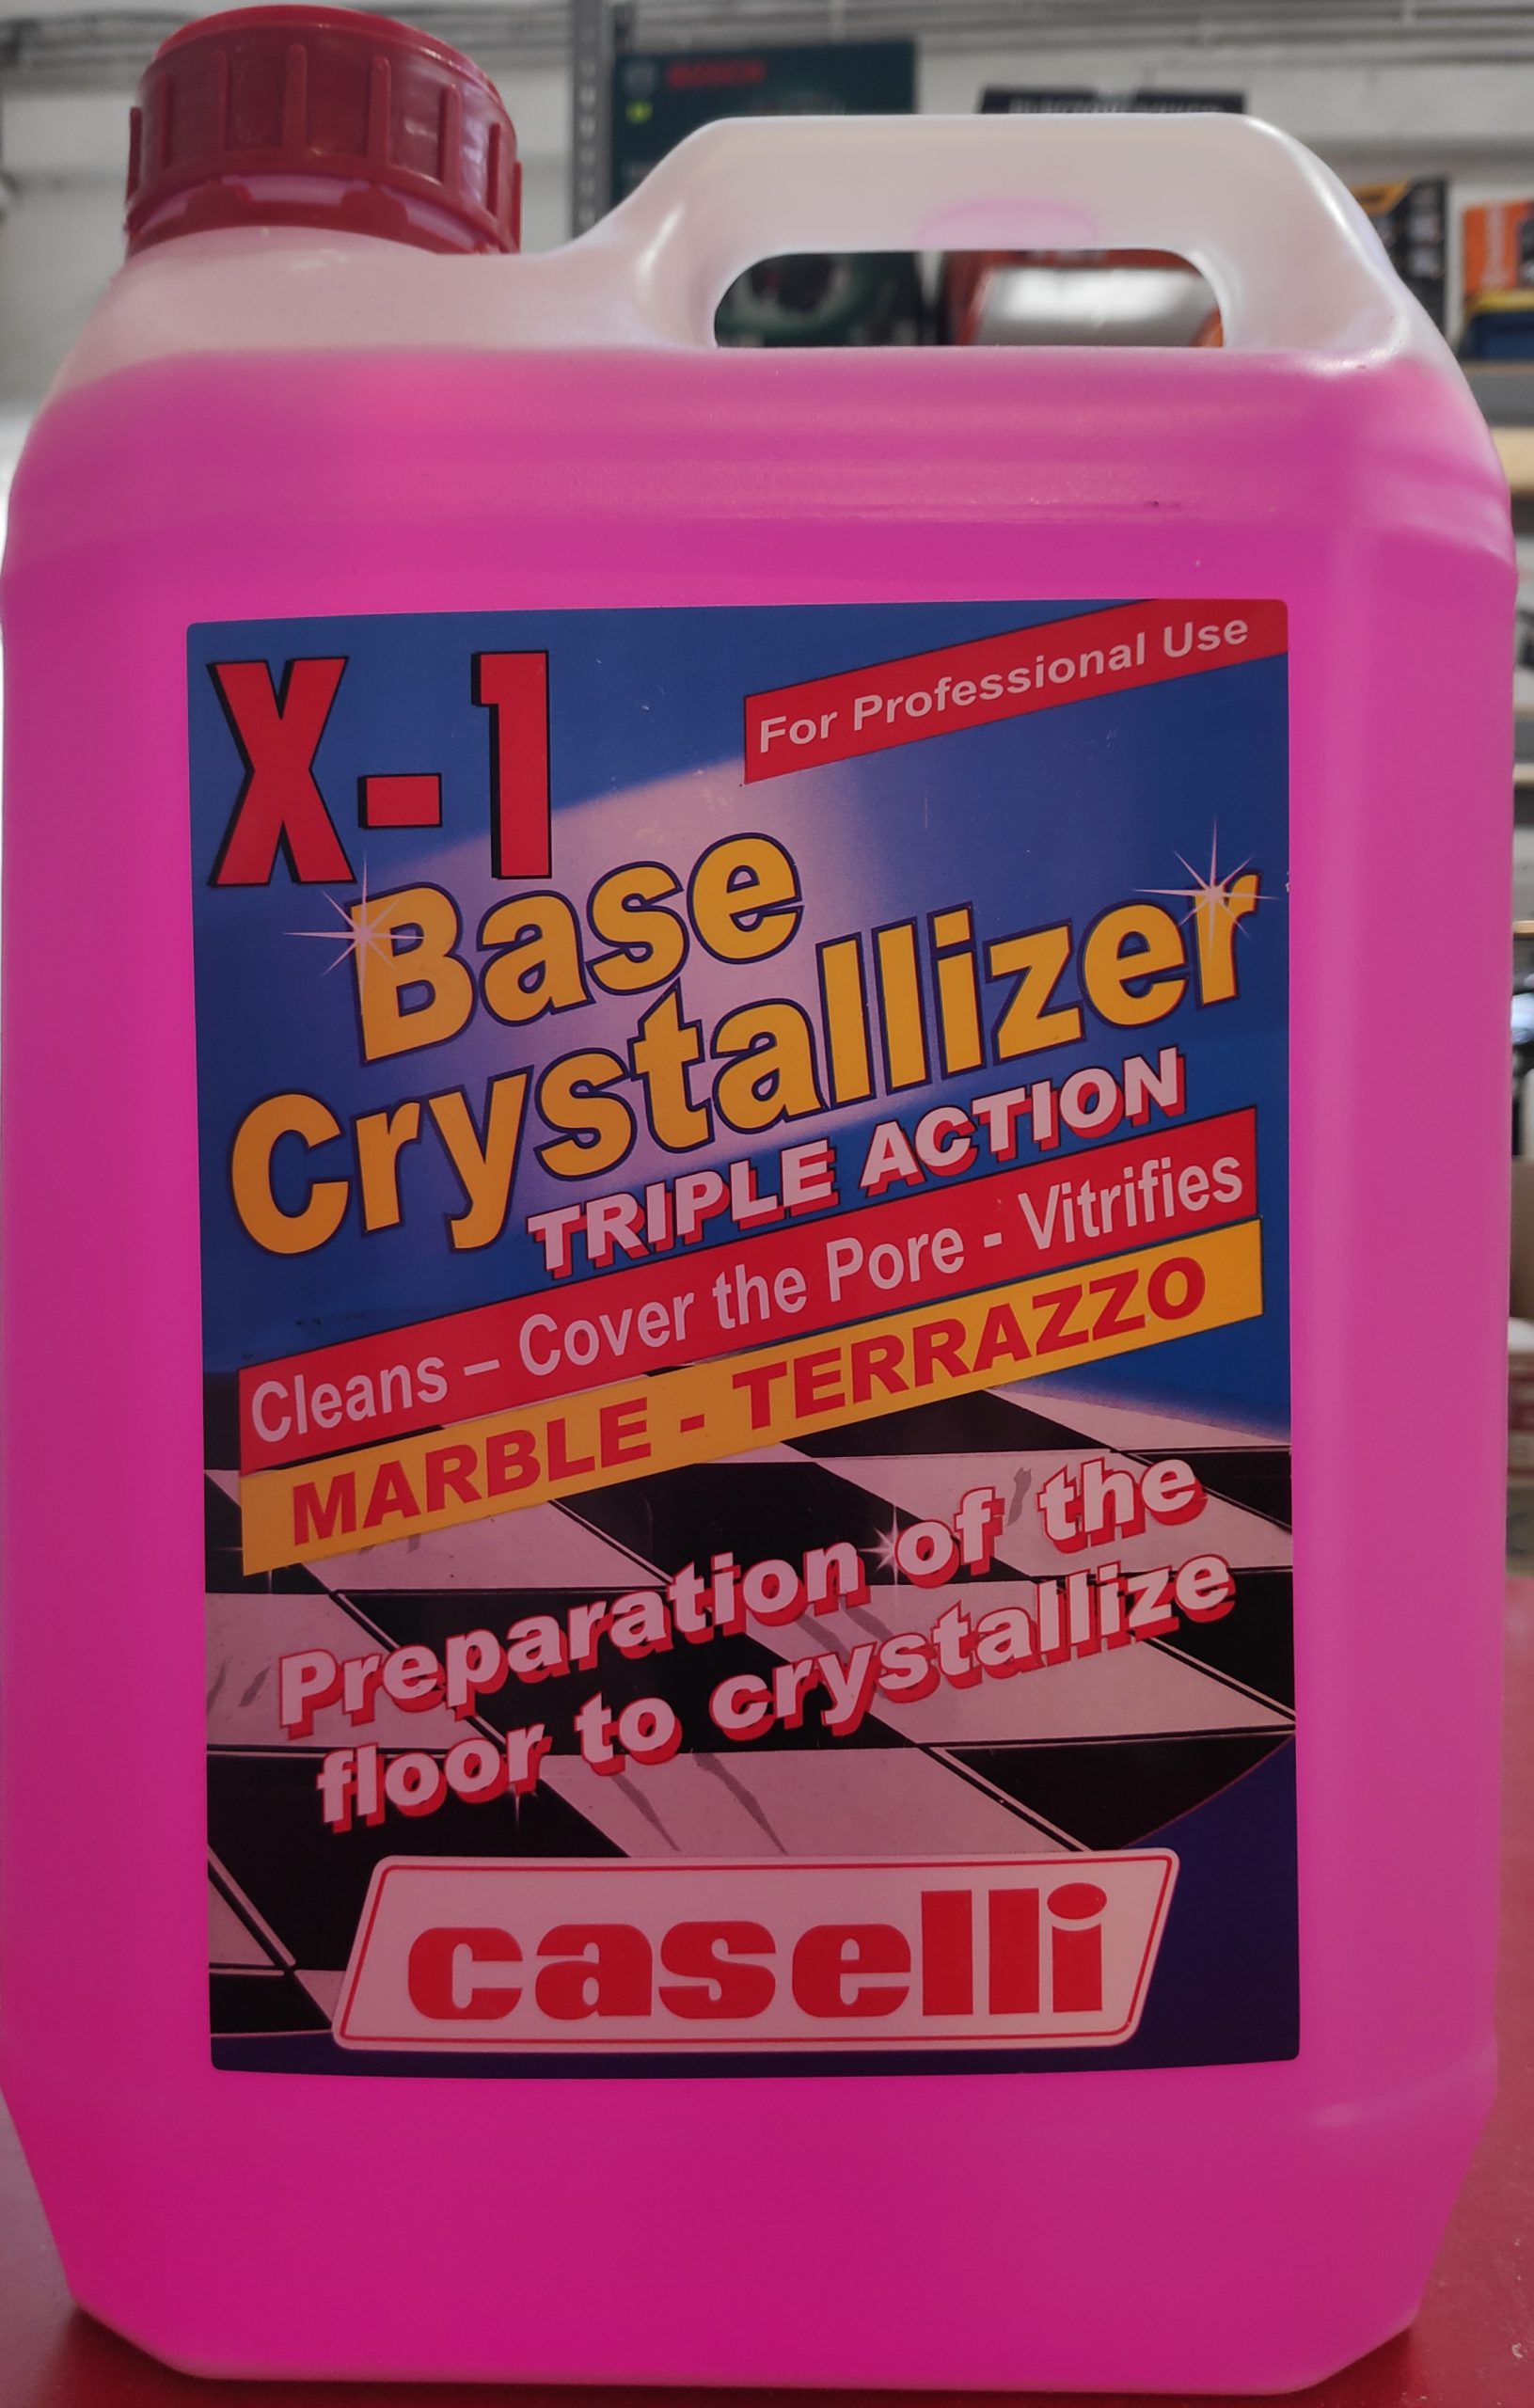 BOSCH
X-1
For Professional Use
Base
Crystallizer
TRIPLE ACTION
Cleans – Cover the Pore - Vitrifies
MARBLE - TERRAZZO
Preparation of the
floor to crystallize
caselli